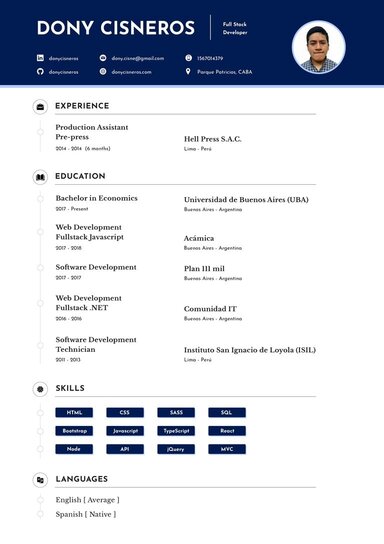 DONY CISNEROS
Full Stack
Developer
donycisneros
dony.cisne@gmail.com
1567014379
donycisneros
donycisneros.com
Parque Patricios, CABA
EXPERIENCE
Production Assistant
Pre-press
2014 - 2014 (6 months)
Hell Press S.A.C.
Lima - Perú
EDUCATION
Bachelor in Economics
2017 - Present
Universidad de Buenos Aires (UBA)
Buenos Aires - Argentina
Web Development
Fullstack Javascript
2017 - 2018
Acámica
Buenos Aires - Argentina
Software Development
2017 - 2017
Plan 111 mil
Buenos Aires - Argentina
Web Development
Fullstack .NET
2016 - 2016
Comunidad IT
Buenos Aires - Argentina
Software Development
Technician
2011 - 2013
Instituto San Ignacio de Loyola (ISIL)
Lima - Perú
SKILLS
HTML CSS SASS SQL
Bootstrap Javascript TypeScript React
Node API jQuery MVC
LANGUAGES
English [ Average ]
Spanish [ Native ]